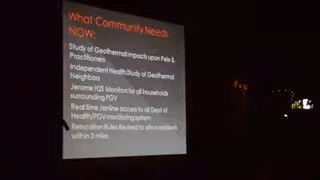 What Community Needs
NOW:
Study of Geothermal Impacts upon Pele &
Practitioners
Independent Health Study of Geothermal
Neighbors
Jerome H2S Monitors for all households
surrounding PGV
Real time /online access to all Dept of
Health/PGV monitoring system
Relocation Rules Revised to allow residents
within 3 miles